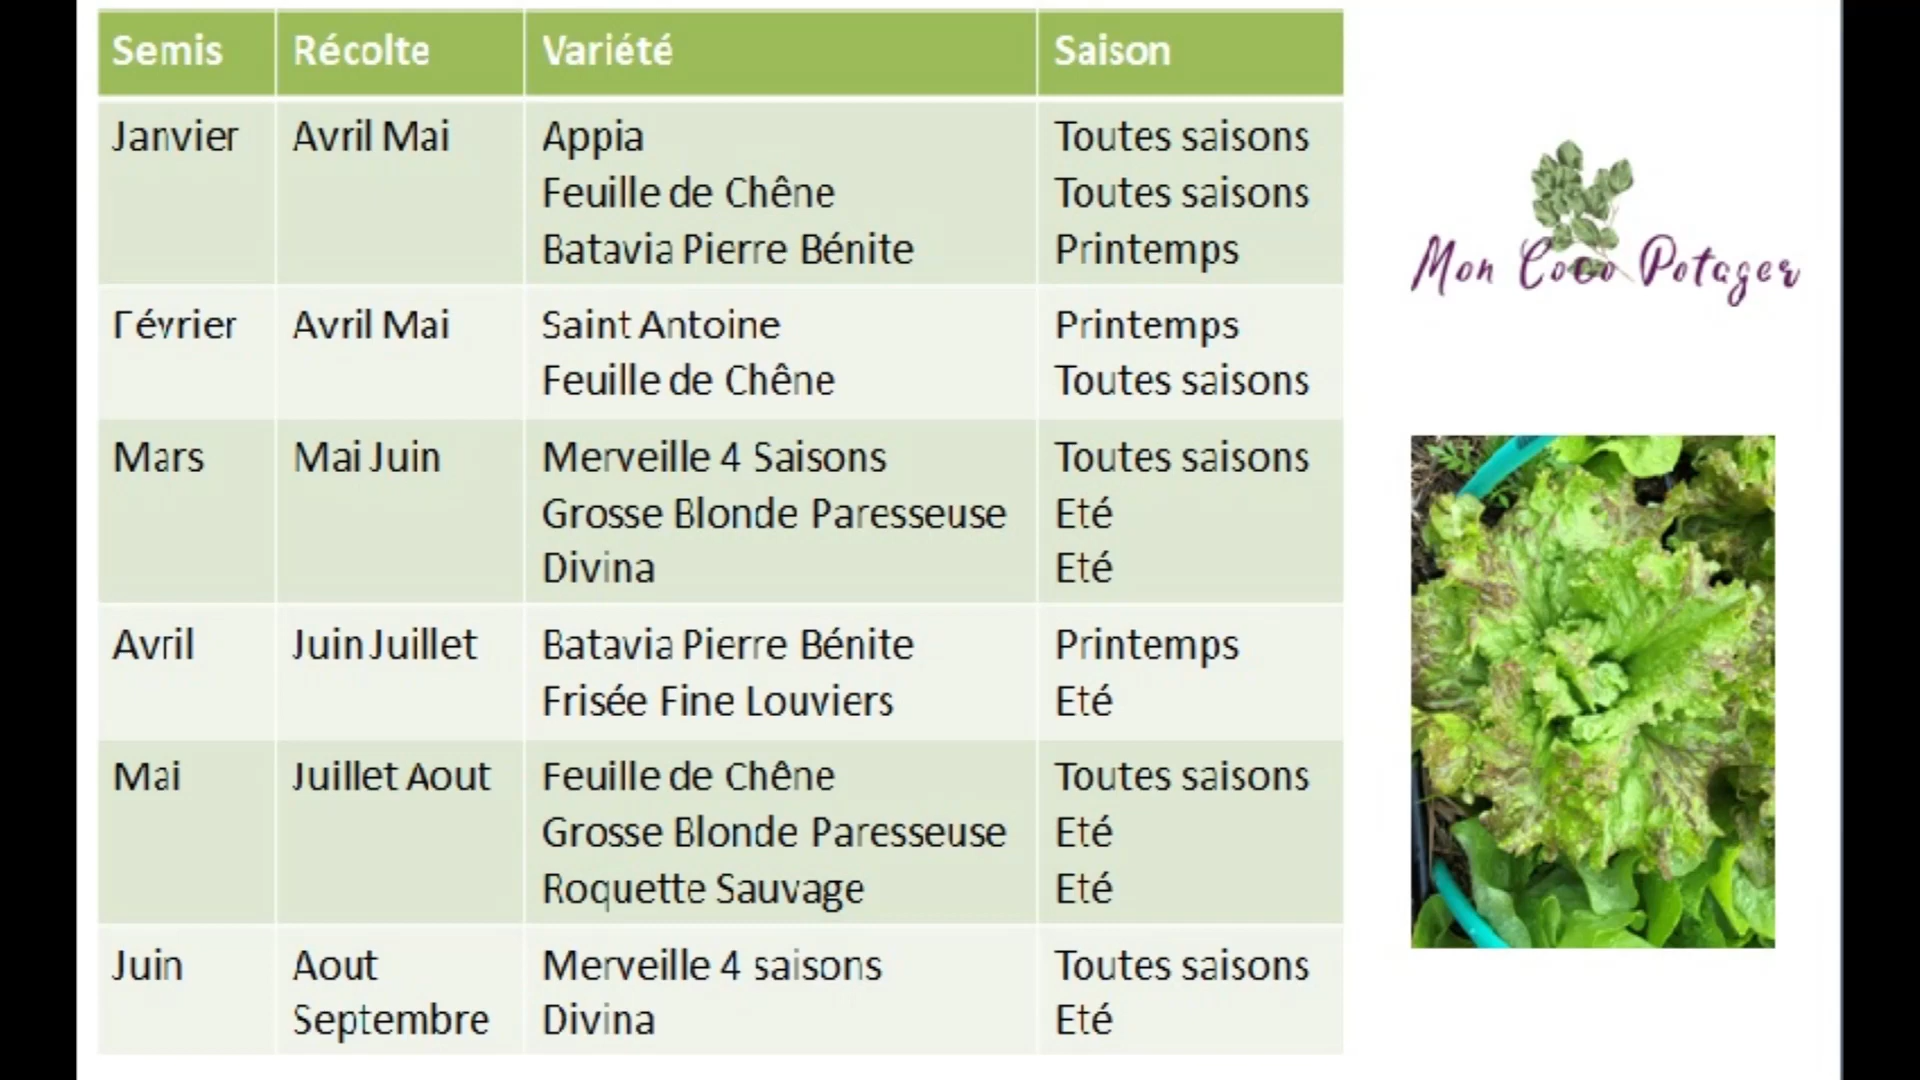 Semis Récolte Variété Saison
Janvier Avril Mai Appia Toutes saisons
Feuille de Chêne Toutes saisons
Batavia Pierre Bénite Printemps
Février Avril Mai Saint Antoine Printemps
Feuille de Chêne Toutes saisons
Mars Mai Juin Merveille 4 Saisons Toutes saisons
Grosse Blonde Paresseuse Eté
Divina Eté
Avril Juin Juillet Batavia Pierre Bénite Printemps
Frisée Fine Louviers Eté
Mai Juillet Aout Feuille de Chêne Toutes saisons
Grosse Blonde Paresseuse Eté
Roquette Sauvage Eté
Juin Aout Merveille 4 saisons Toutes saisons
Septembre Divina Eté
Mon Coco Potager